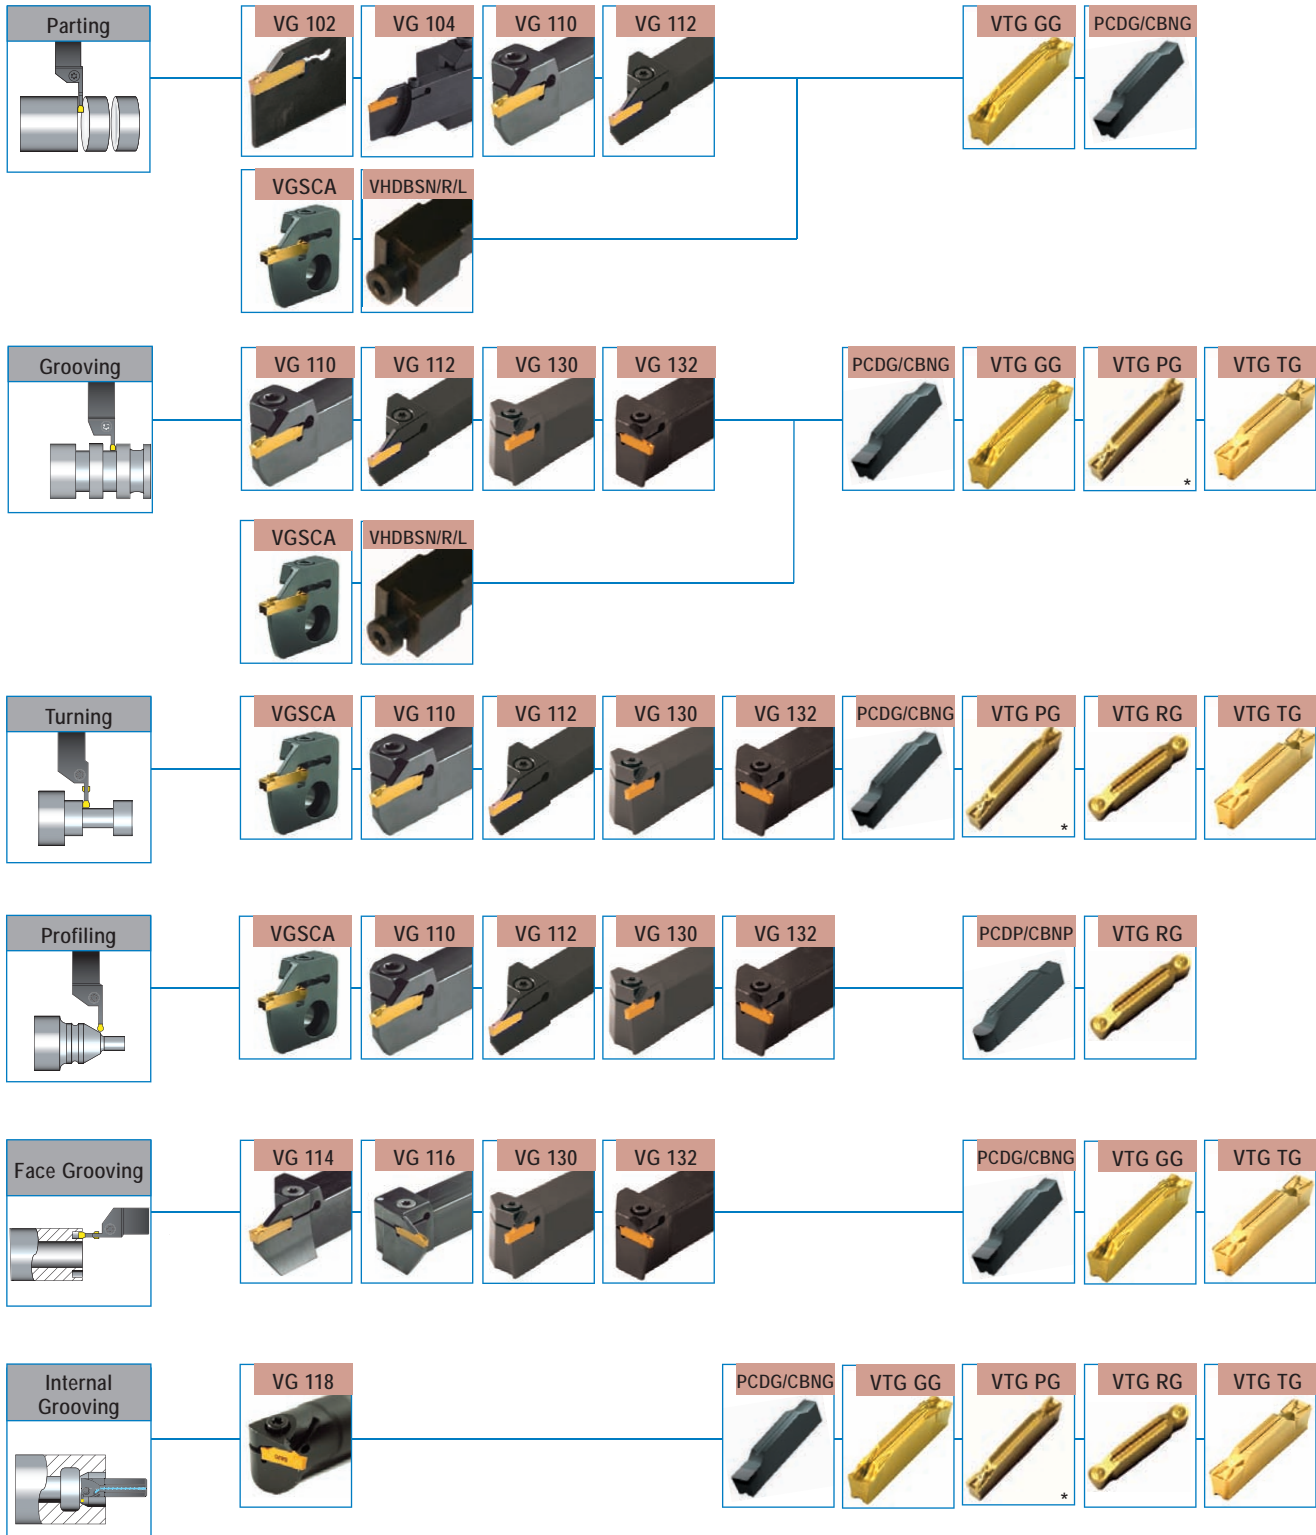 Parting
VG 102
VG 104
VG 110
VG 112
VTG GG
PCDG/CBNG
VGSCA
VHDBSN/R/L
Grooving
VG 110
VG 112
VG 130
VG 132
PCDG/CBNG
VTG GG
VTG PG
VTG TG
*
VGSCA
VHDBSN/R/L
Turning
VGSCA
VG 110
VG 112
VG 130
VG 132
PCDG/CBNG
VTG PG
VTG RG
VTG TG
*
Profiling
VGSCA
VG 110
VG 112
VG 130
VG 132
PCDP/CBNP
VTG RG
Face Grooving
VG 114
VG 116
VG 130
VG 132
PCDG/CBNG
VTG GG
VTG TG
Internal
Grooving
VG 118
PCDG/CBNG
VTG GG
VTG PG
VTG RG
VTG TG
*